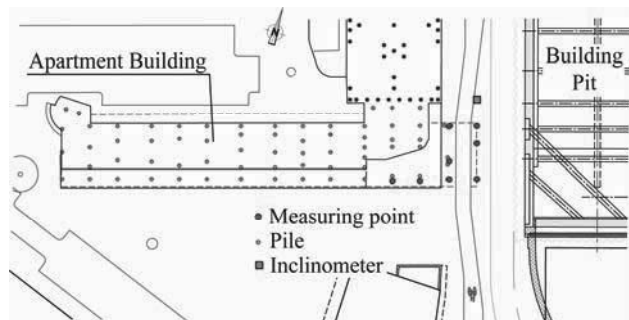 N
Apartment Building
Building
Pit
Measuring point
Pile
Inclinometer